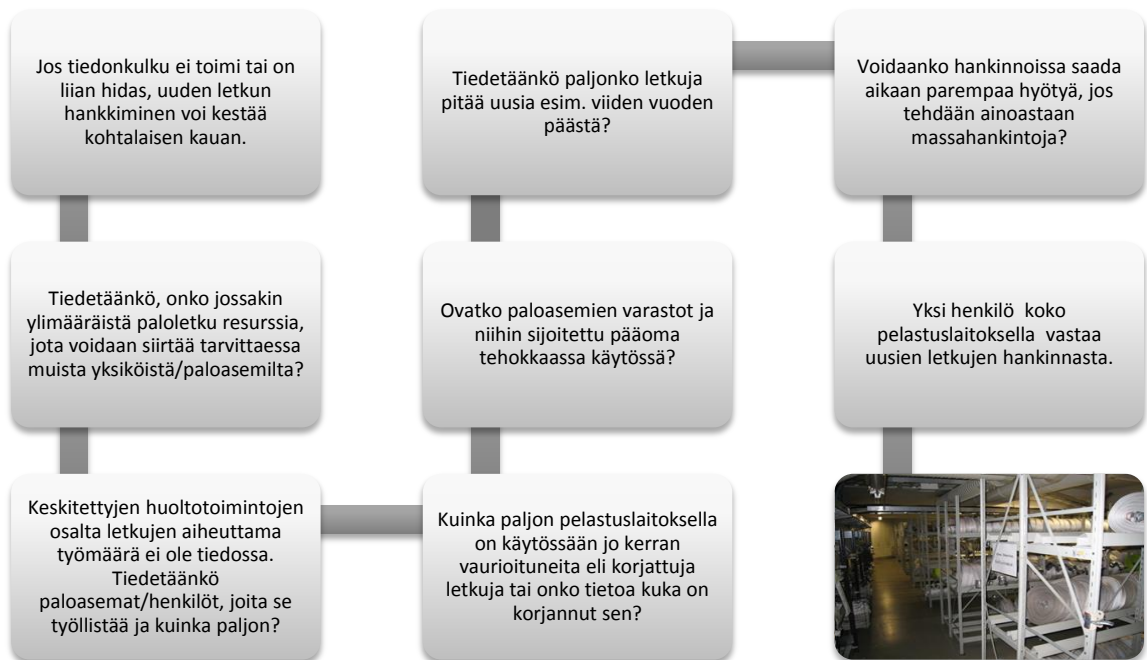 Jos tiedonkulku ei toimi tai on
liian hidas, uuden letkun
hankkiminen voi kestää
kohtalaisen kauan.
Tiedetäänkö, onko jossakin
ylimääräistä paloletku resurssia,
jota voidaan siirtää tarvittaessa
muista yksiköistä/paloasemilta?
Keskitettyjen huoltotoimintojen
osalta letkujen aiheuttama
työmäärä ei ole tiedossa.
Tiedetäänkö
paloasemat/henkilöt, joita se
työllistää ja kuinka paljon?
Kuinka paljon pelastuslaitoksella
on käytössään jo kerran
vaurioituneita eli korjattuja
letkuja tai onko tietoa kuka on
korjannut sen?
Ovatko paloasemien varastot ja
niihin sijoitettu pääoma
tehokkaassa käytössä?
Tiedetäänkö paljonko letkuja
pitää uusia esim. viiden vuoden
päästä?
Voidaanko hankinnoissa saada
aikaan parempaa hyötyä, jos
tehdään ainoastaan
massahankintoja?
Yksi henkilö koko
pelastuslaitoksella vastaa
uusien letkujen hankinnasta.